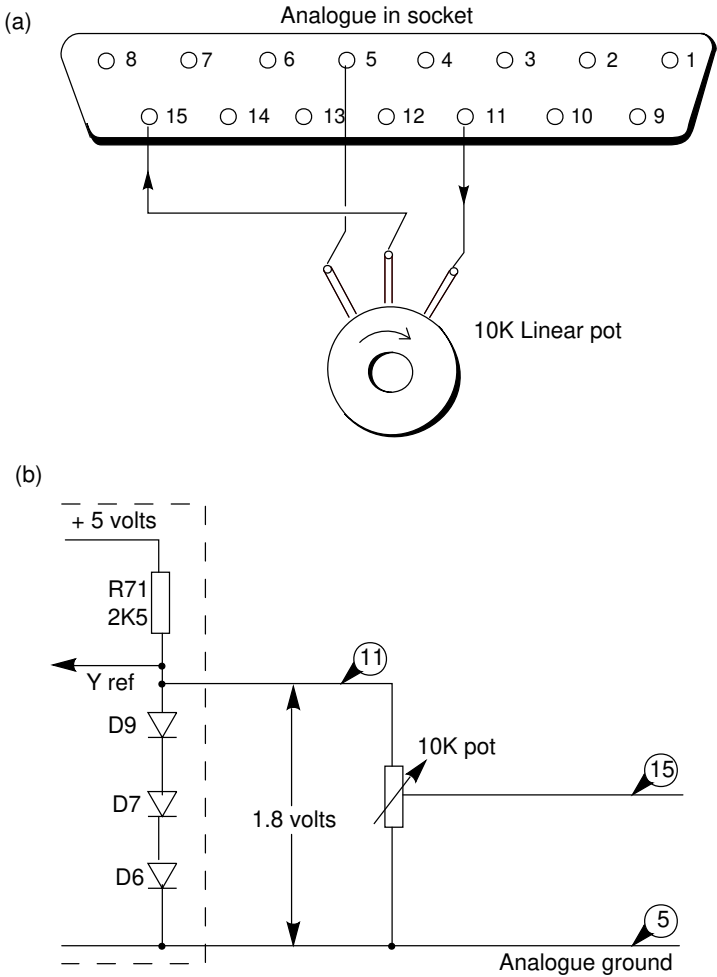 (a)
Analogue in socket
8 7 6 5 4 3 2 1
15 14 13 12 11 10 9
10K Linear pot
(b)
+ 5 volts
R71
2K5
11
Y ref
D9
10K pot
15
D7
1.8 volts
D6
5
Analogue ground